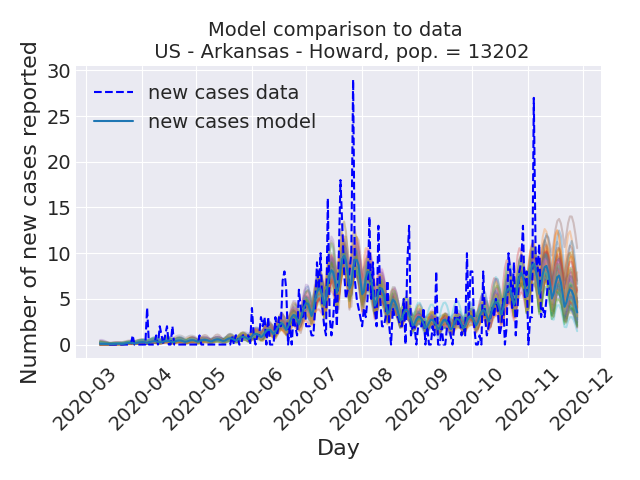 Model comparison to data
US - Arkansas - Howard, pop. = 13202
Number of new cases reported
30
25
20
15
10
5
0
new cases data
new cases model
2020-03
2020-04
2020-05
2020-06
2020-07
2020-08
2020-09
2020-10
2020-11
2020-12
Day